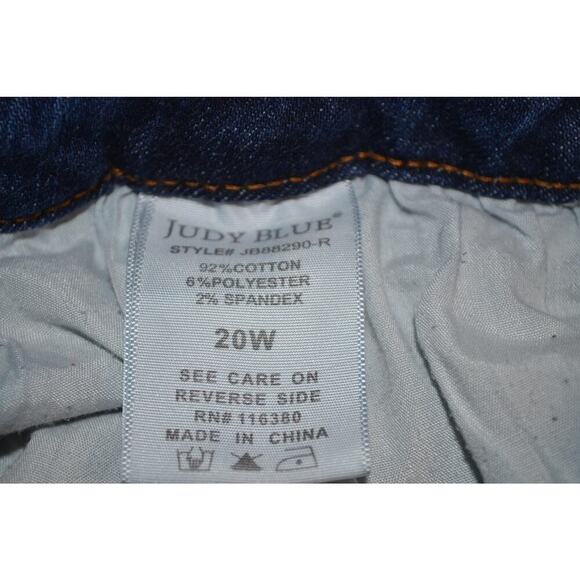 JUDY BLUE®
STYLE# JB88290-R
92%COTTON
6%POLYESTER
2% SPANDEX
20W
SEE CARE ON
REVERSE SIDE
RN# 116380
MADE IN CHINA